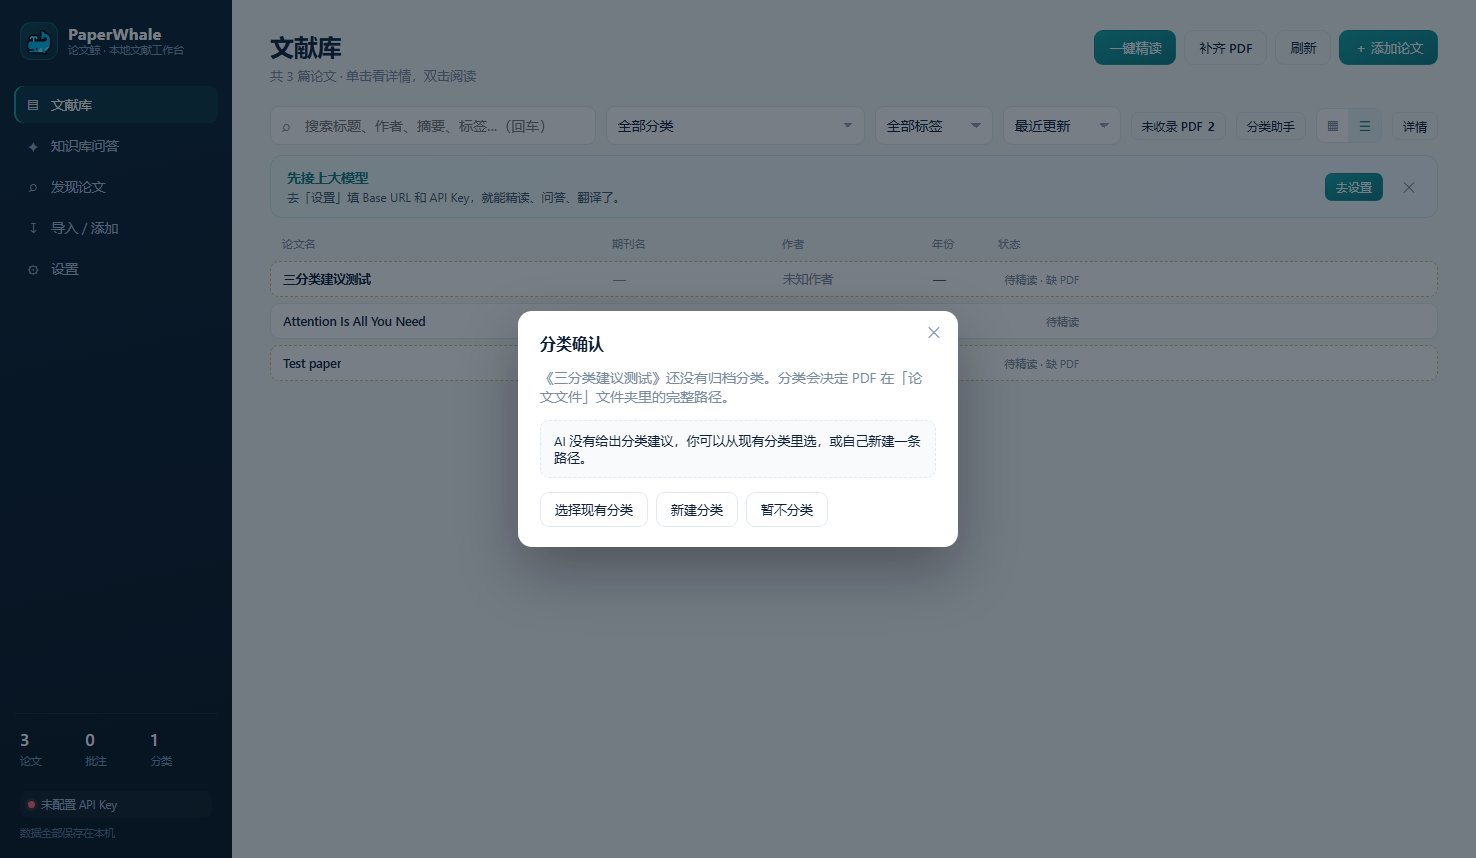 PaperWhale
论文鲸 · 本地文献工作台
文献库
知识库问答
发现论文
导入 / 添加
设置
3
0
1
论文
批注
分类
未配置 API Key
数据全部保存在本机
文献库
共 3 篇论文 · 单击看详情，双击阅读
一键精读
补齐 PDF
刷新
+ 添加论文
搜索标题、作者、摘要、标签...（回车）
全部分类
全部标签
最近更新
未收录 PDF 2
分类助手
详情
先接上大模型
去「设置」填 Base URL 和 API Key，就能精读、问答、翻译了。
去设置
论文名
期刊名
作者
年份
状态
三分类建议测试
—
未知作者
—
待精读 · 缺 PDF
Attention Is All You Need
待精读
Test paper
待精读 · 缺 PDF
分类确认
《三分类建议测试》还没有归档分类。分类会决定 PDF 在「论
文文件」文件夹里的完整路径。
AI 没有给出分类建议，你可以从现有分类里选，或自己新建一条
路径。
选择现有分类
新建分类
暂不分类